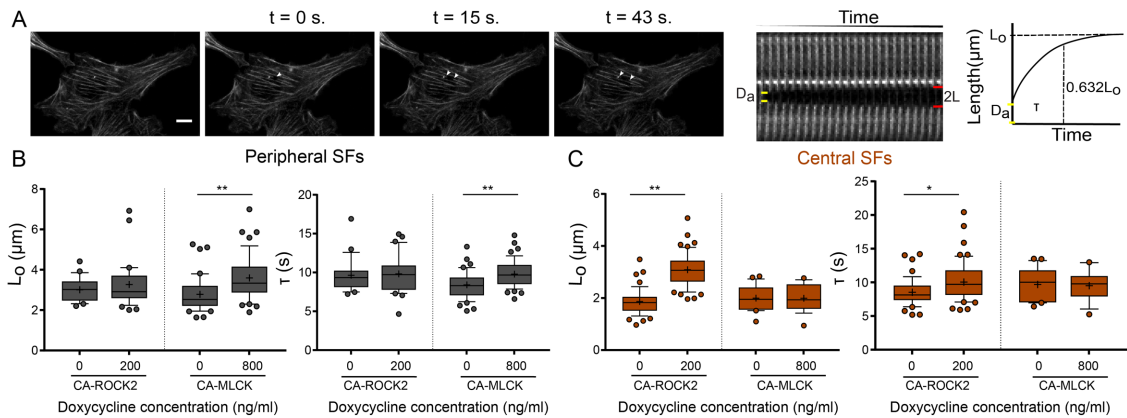 A
t = 0 s.
t = 15 s.
t = 43 s.
Time
Dₐ
2L
Length(µm)
Lₒ
0.632Lₒ
Dₐ
τ
Time
B
Peripheral SFs
Lₒ (µm)
8
6
4
2
0
**
0 200 0 800
CA-ROCK2 CA-MLCK
Doxycycline concentration (ng/ml)
τ (s)
20
15
10
5
0
**
0 200 0 800
CA-ROCK2 CA-MLCK
Doxycycline concentration (ng/ml)
C
Central SFs
Lₒ (µm)
6
4
2
0
**
0 200 0 800
CA-ROCK2 CA-MLCK
Doxycycline concentration (ng/ml)
τ (s)
25
20
15
10
5
0
*
0 200 0 800
CA-ROCK2 CA-MLCK
Doxycycline concentration (ng/ml)